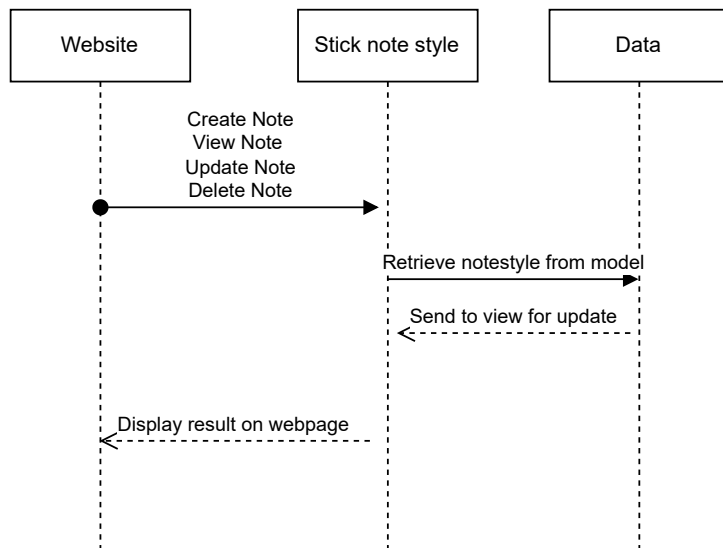 Website
Stick note style
Data
Create Note
View Note
Update Note
Delete Note
Retrieve notestyle from model
Send to view for update
Display result on webpage